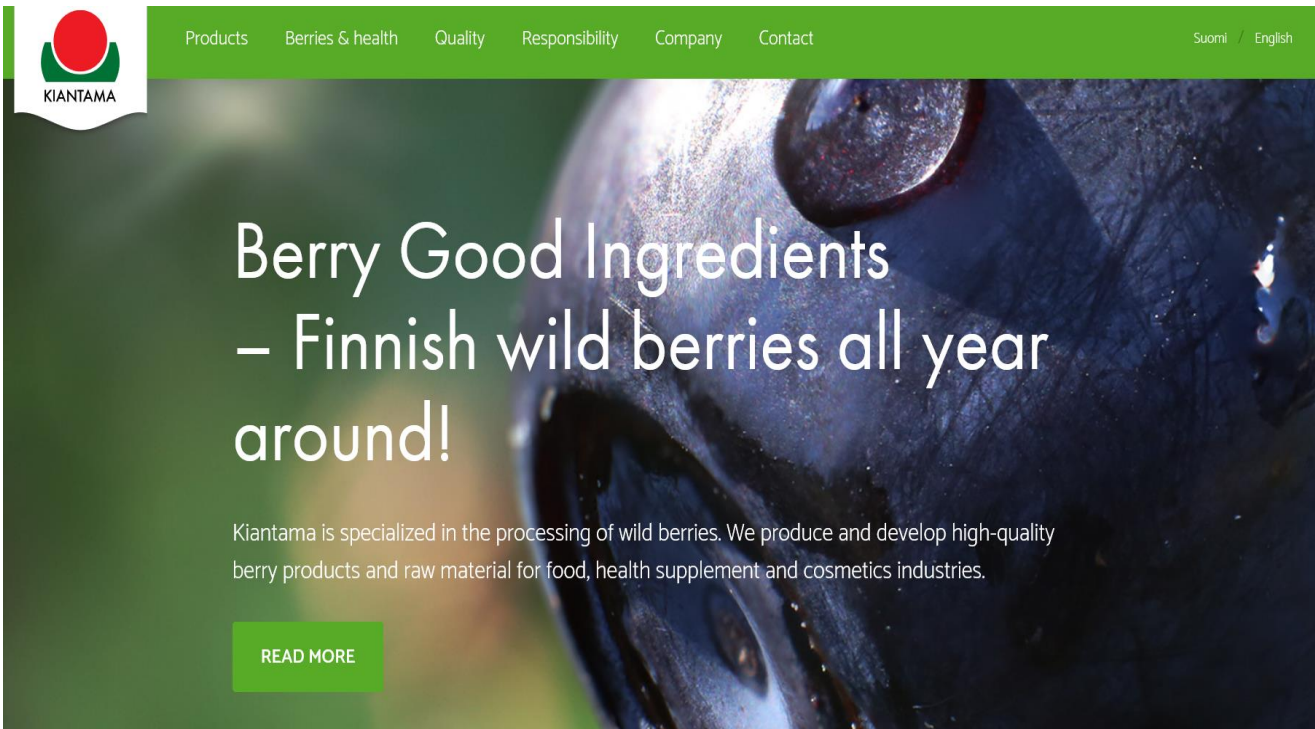 KIANTAMA
Products Berries & health Quality Responsibility Company Contact Suomi / English
Berry Good Ingredients
– Finnish wild berries all year
around!
Kiantama is specialized in the processing of wild berries. We produce and develop high-quality
berry products and raw material for food, health supplement and cosmetics industries.
READ MORE